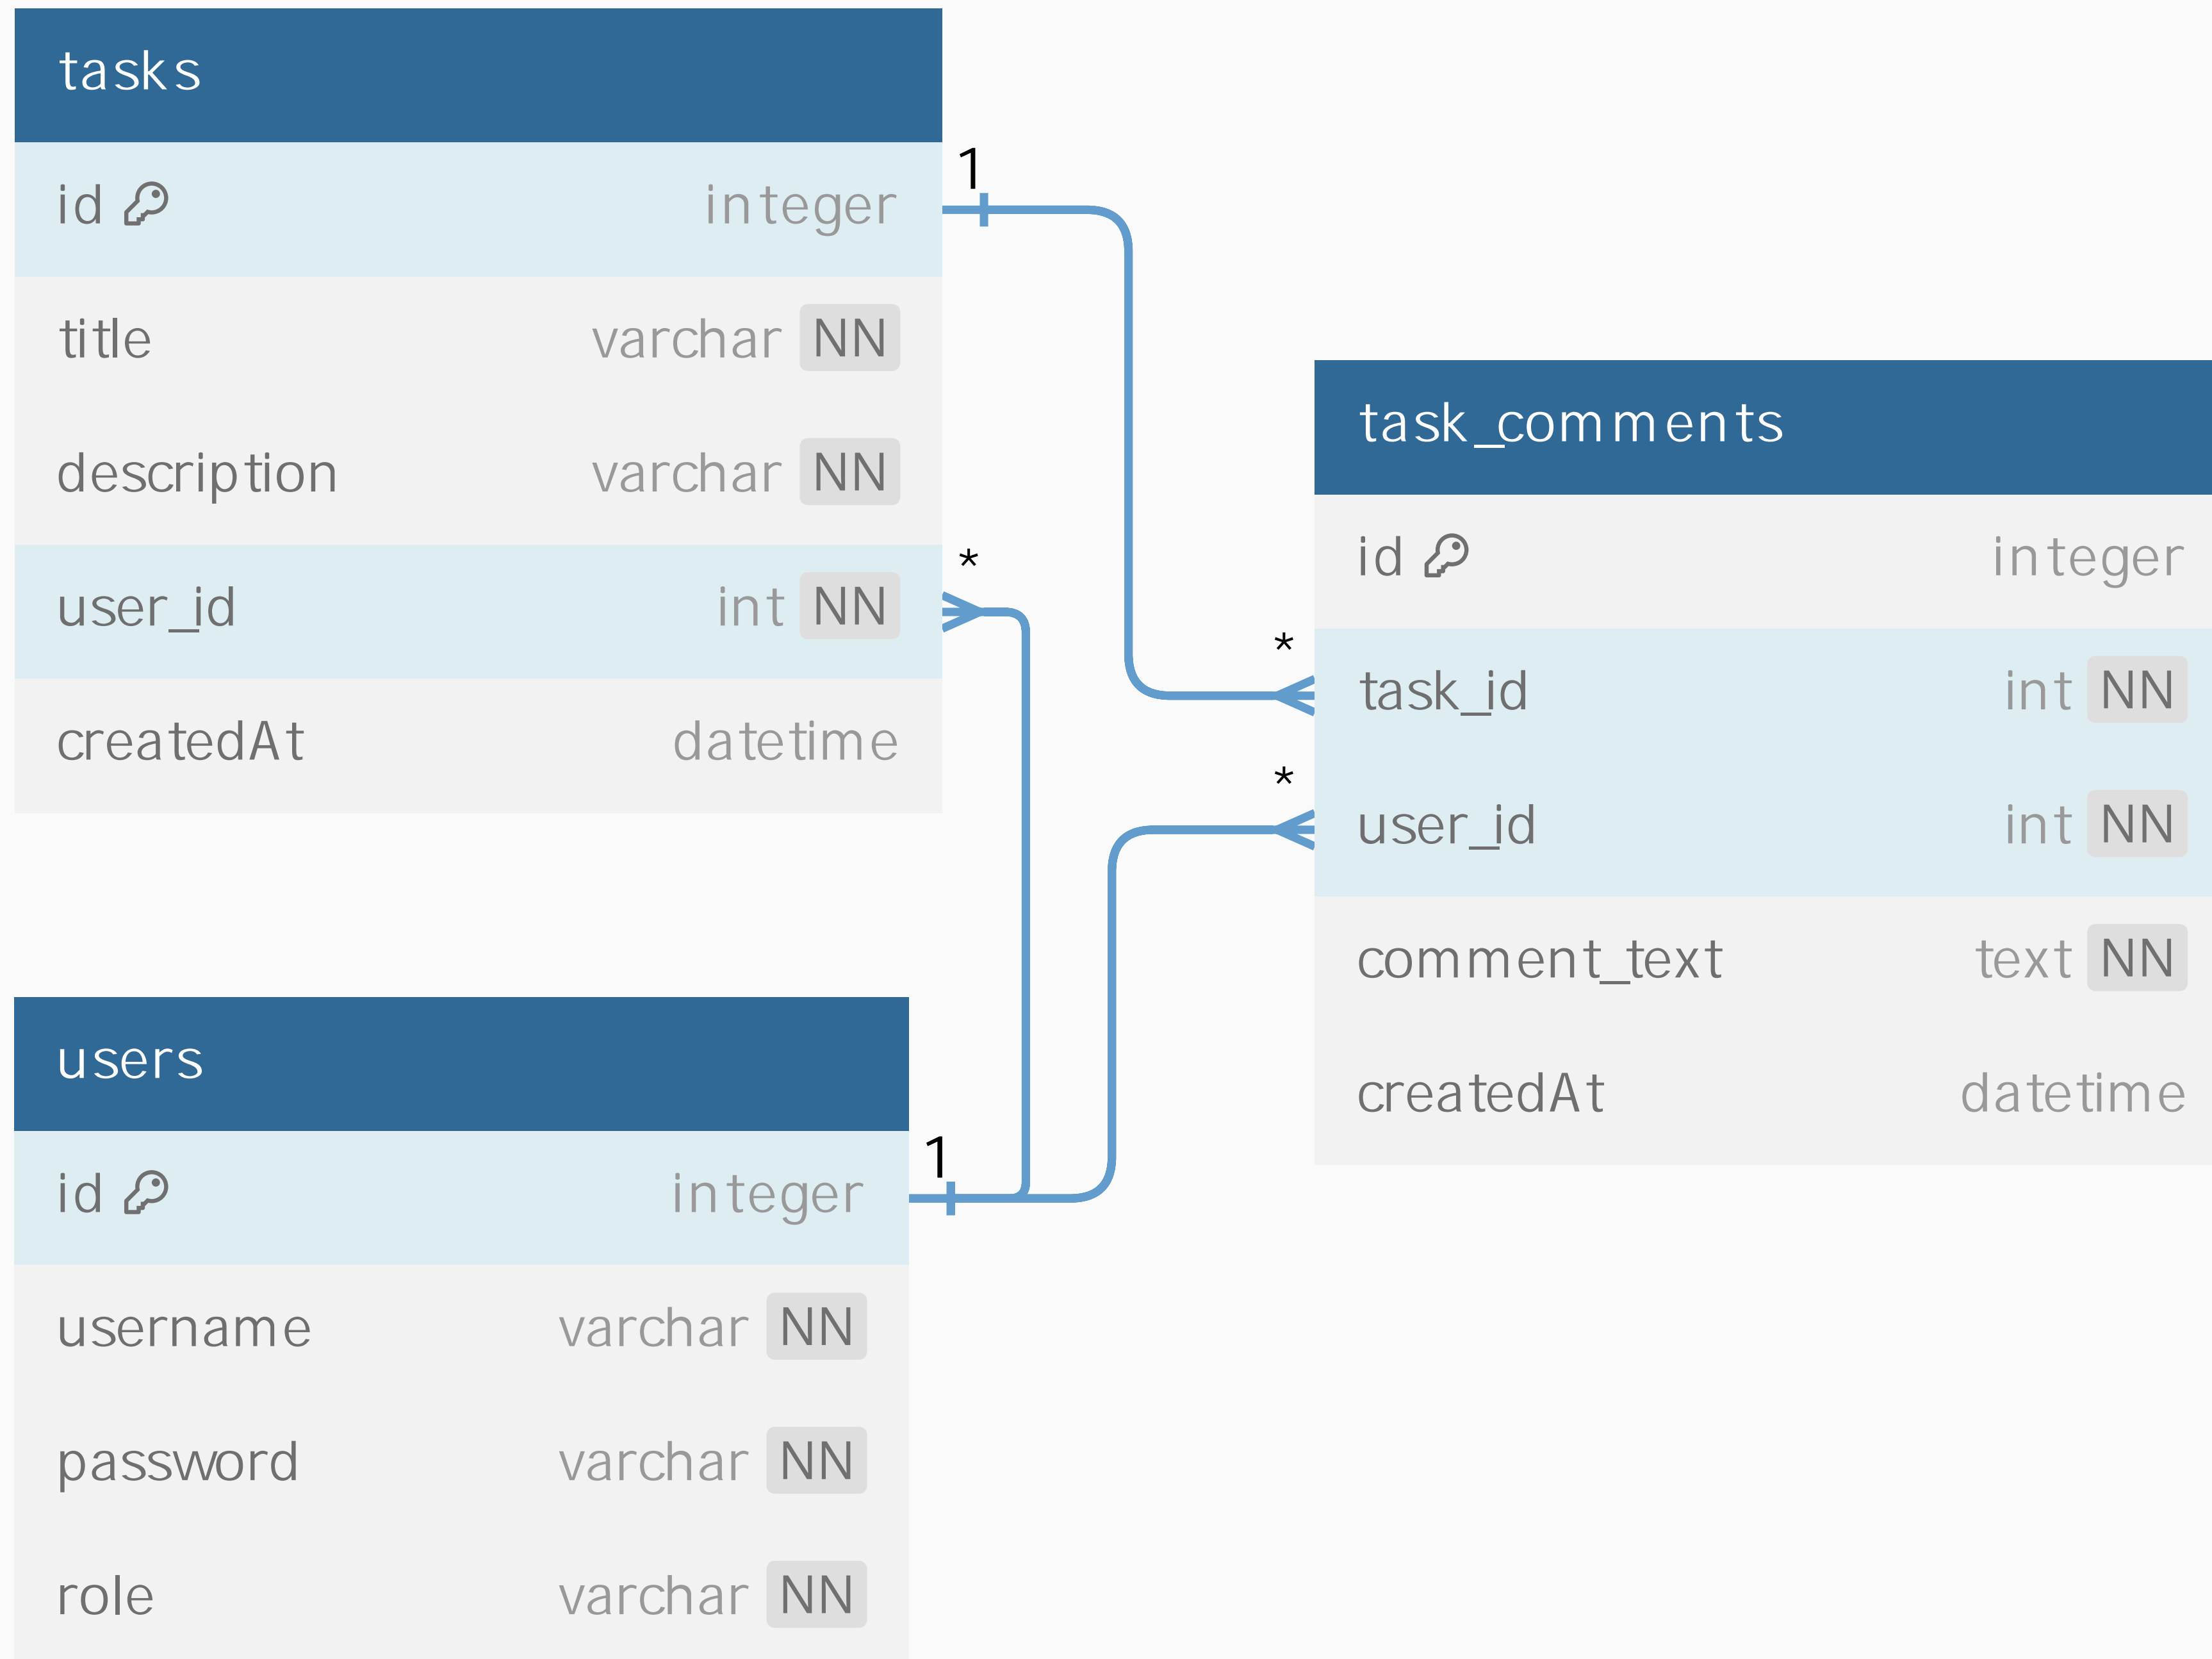 tasks
id integer
title varchar NN
description varchar NN
user_id int NN
createdAt datetime
1
*
task_comments
id integer
task_id int NN
user_id int NN
comment_text text NN
createdAt datetime
*
*
users
id integer
username varchar NN
password varchar NN
role varchar NN
1